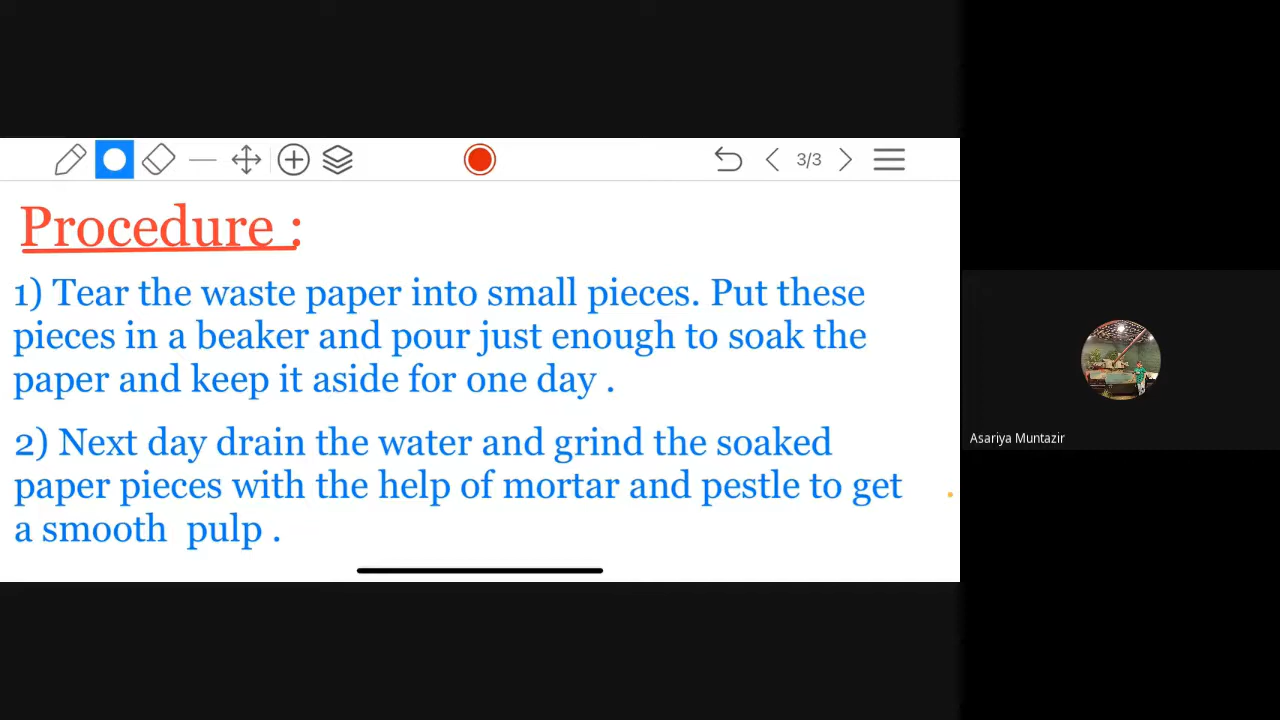 3/3
Procedure :
1) Tear the waste paper into small pieces. Put these
pieces in a beaker and pour just enough to soak the
paper and keep it aside for one day .
2) Next day drain the water and grind the soaked
paper pieces with the help of mortar and pestle to get
a smooth  pulp .
Asariya Muntazir